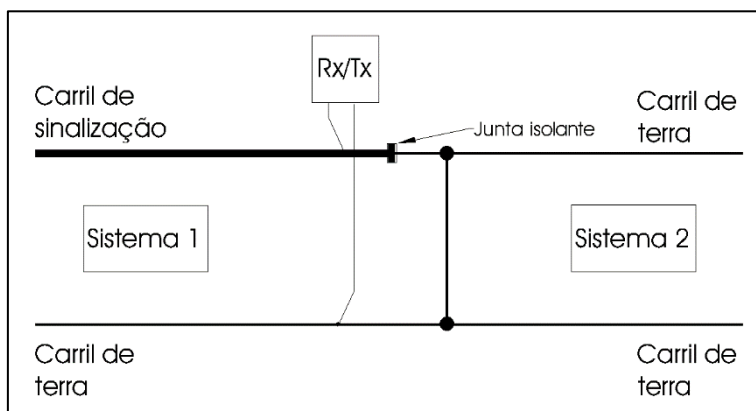 Rx/Tx
Carril de
sinalização
Junta isolante
Carril de
terra
Sistema 1
Sistema 2
Carril de
terra
Carril de
terra